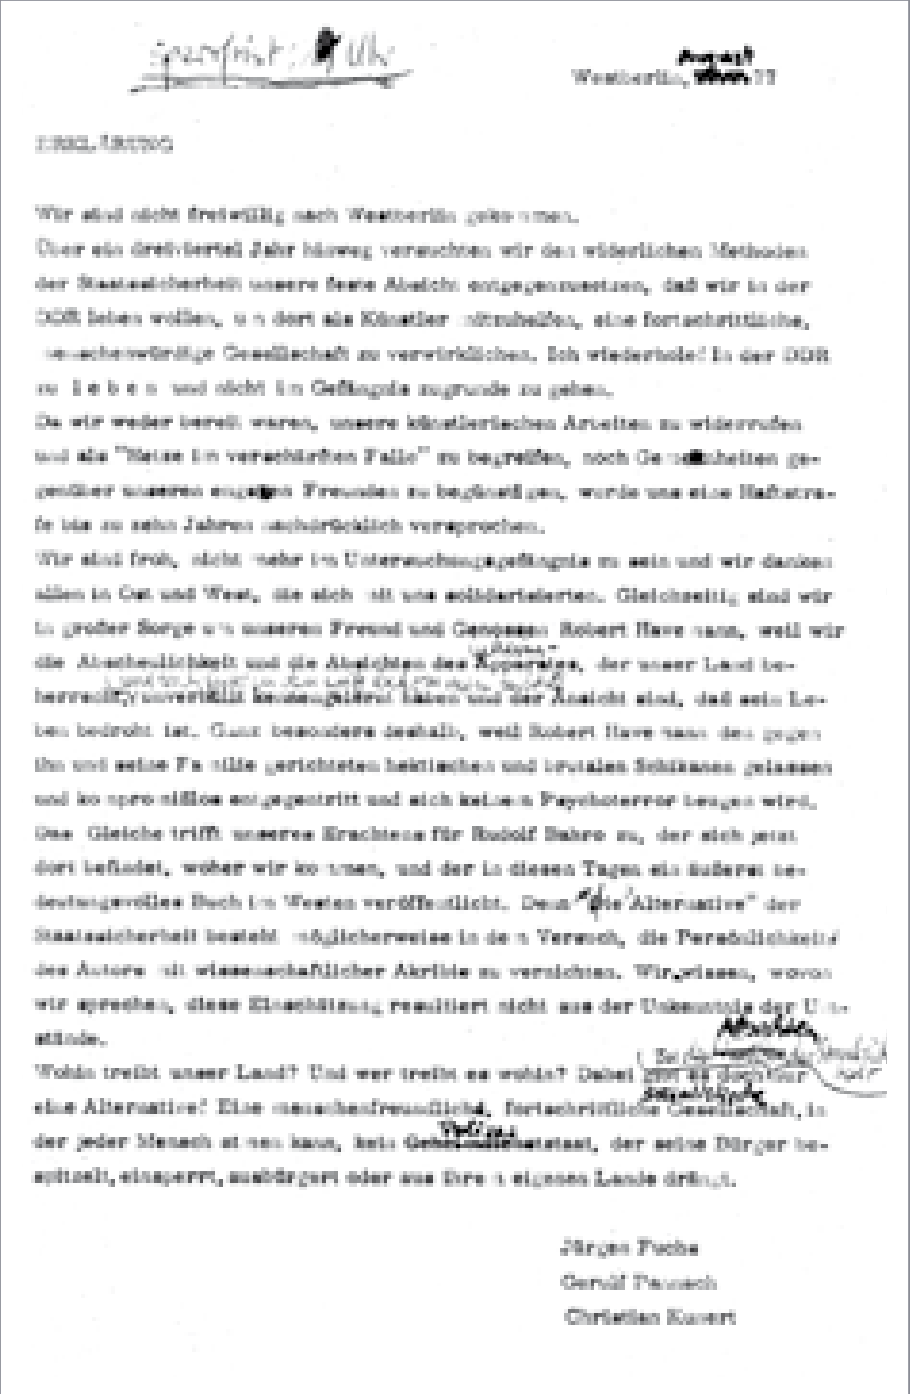 Sperrfrist: Uhr
August
Westberlin, 77
ERKLÄRUNG
Wir sind nicht freiwillig nach Westberlin gekommen.
Über ein dreiviertel Jahr hinweg versuchten wir den widerlichen Methoden
der Staatssicherheit unsere feste Absicht entgegenzusetzen, daß wir in der
DDR leben wollen, um dort als Künstler mitzuhelfen, eine fortschrittliche,
menschenwürdige Gesellschaft zu verwirklichen. Ich wiederhole: In der DDR
zu l e b e n und nicht im Gefängnis zugrunde zu gehen.
Da wir weder bereit waren, unsere künstlerischen Arbeiten zu widerrufen
und als "Hetze im verschärften Falle" zu begreifen, noch Gemeinheiten ge-
genüber unseren engsten Freunden zu begünstigen, wurde uns eine Haftstra-
fe bis zu zehn Jahren nachdrücklich versprochen.
Wir sind froh, nicht mehr im Untersuchungsgefängnis zu sein und wir danken
allen in Ost und West, die sich mit uns solidarisierten. Gleichzeitig sind wir
in großer Sorge um unseren Freund und Genossen Robert Havemann, weil wir
die Abscheulichkeit und die Absichten des Apparates, der unser Land be-
herrscht, unverhüllt kennengelernt haben und der Ansicht sind, daß sein Le-
ben bedroht ist. Ganz besonders deshalb, weil Robert Havemann den gegen
ihn und seine Familie gerichteten hektischen und brutalen Schikanen gelassen
und kompromißlos entgegentritt und sich keinem Psychoterror beugen wird.
Das Gleiche trifft unseres Erachtens für Rudolf Bahro zu, der sich jetzt
dort befindet, woher wir kommen, und der in diesen Tagen ein äußerst be-
deutungsvolles Buch im Westen veröffentlicht. Denn "die Alternative" der
Staatssicherheit besteht möglicherweise in dem Versuch, die Persönlichkeit
des Autors mit wissenschaftlicher Akribie zu vernichten. Wir wissen, wovon
wir sprechen, diese Einschätzung resultiert nicht aus der Unkenntnis der Um-
stände.
Wohin treibt unser Land? Und wer treibt es wohin? Dabei gibt es doch nur
sozialistische
eine Alternative: Eine menschenfreundliche, fortschrittliche Gesellschaft, in
Polizei
der jeder Mensch atmen kann, kein Geheimdienststaat, der seine Bürger be-
spitzelt, einsperrt, ausbürgert oder aus ihrem eigenen Lande drängt.
Jürgen Fuchs
Gerulf Pannach
Christian Kunert